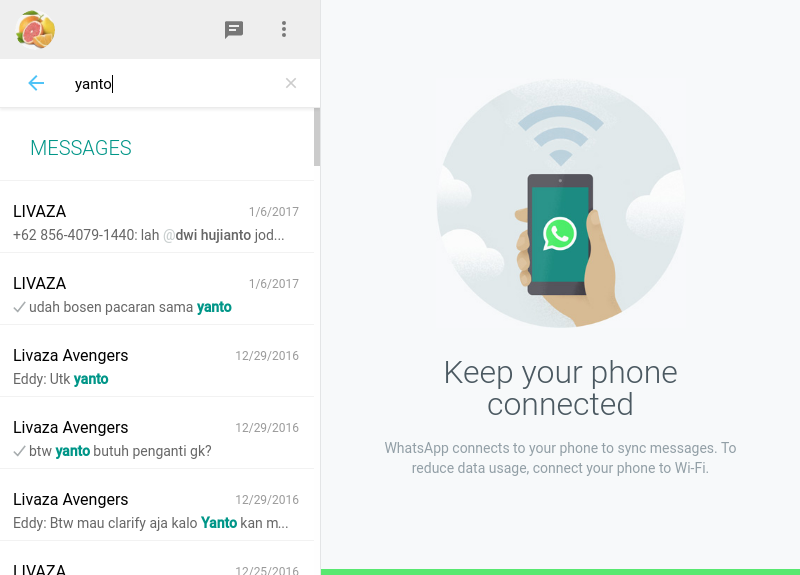 yanto
MESSAGES
LIVAZA 1/6/2017
+62 856-4079-1440: lah @dwi hujianto jod...
LIVAZA 1/6/2017
udah bosen pacaran sama yanto
Livaza Avengers 12/29/2016
Eddy: Utk yanto
Livaza Avengers 12/29/2016
btw yanto butuh penganti gk?
Livaza Avengers 12/29/2016
Eddy: Btw mau clarify aja kalo Yanto kan m...
LIVAZA 12/25/2016
Keep your phone
connected
WhatsApp connects to your phone to sync messages. To
reduce data usage, connect your phone to Wi-Fi.